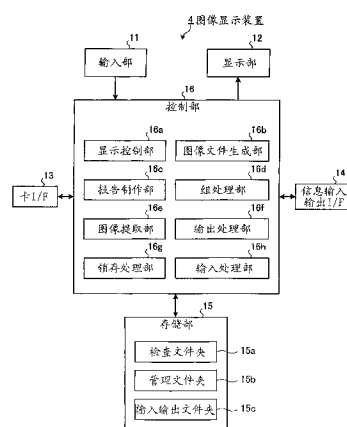 4图像显示装置
11
12
输入部
显示部
16
控制部
16a
16b
显示控制部
图像文件生成部
16c
16d
报告制作部
组处理部
13
14
卡I/F
信息输入
输出I/F
16e
16f
图像提取部
输出处理部
16g
16h
锁存处理部
输入处理部
15
存储部
检查文件夹
15a
管理文件夹
15b
输入输出文件夹
15c